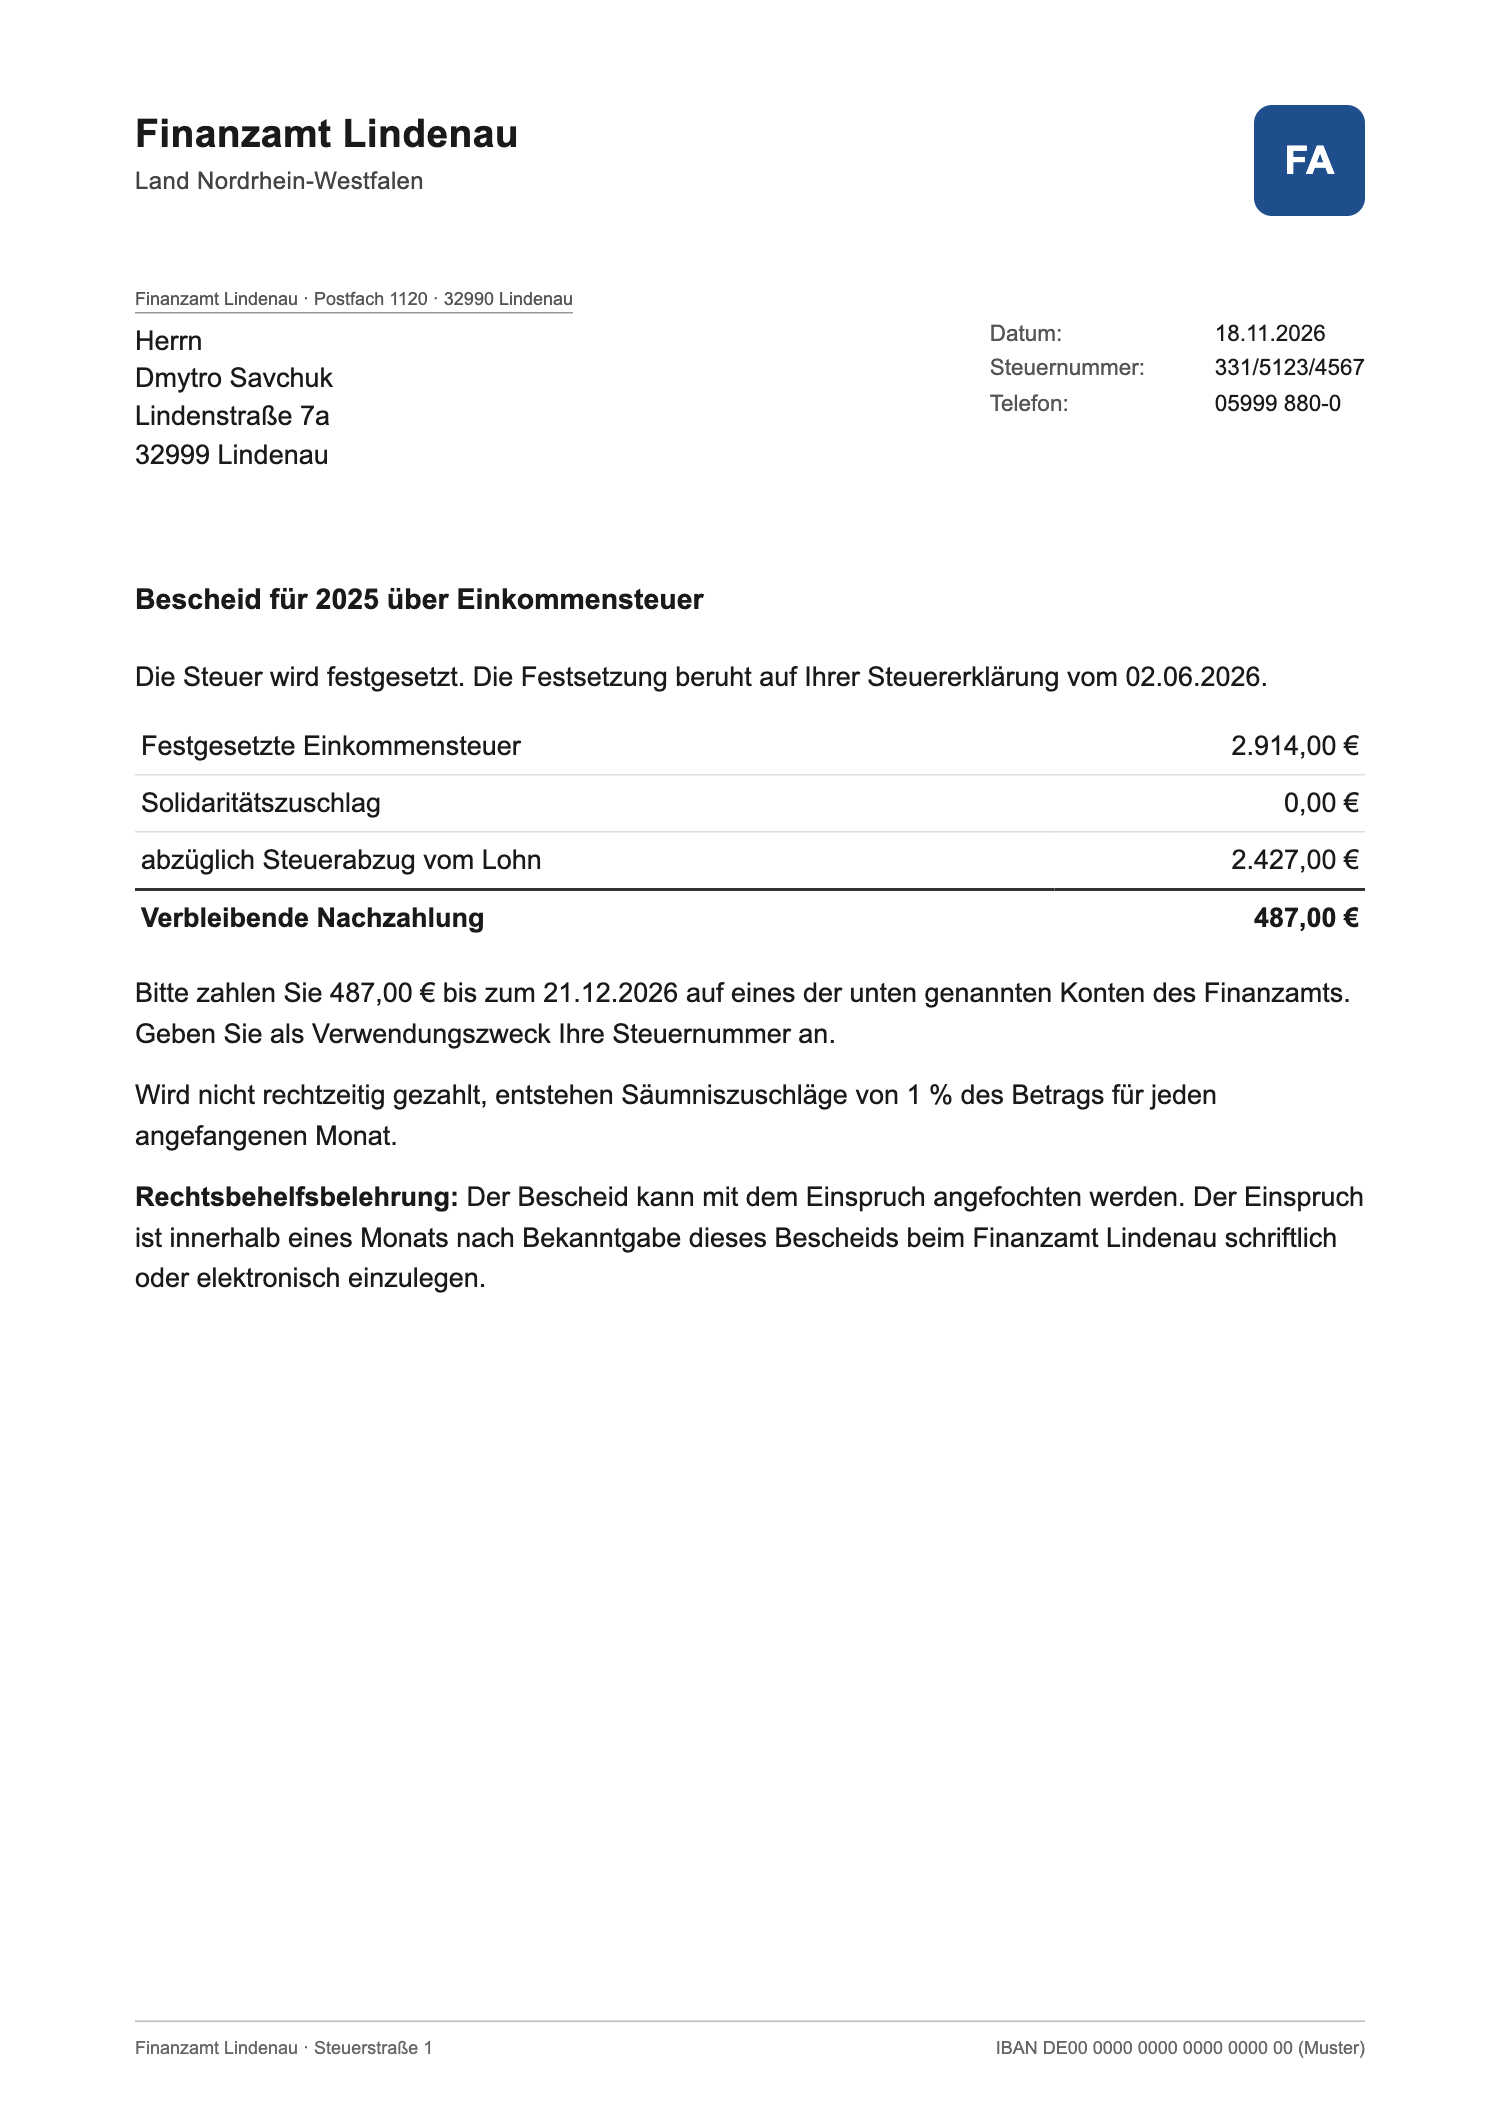 Finanzamt Lindenau
Land Nordrhein-Westfalen
FA
Finanzamt Lindenau · Postfach 1120 · 32990 Lindenau
Herrn
Dmytro Savchuk
Lindenstraße 7a
32999 Lindenau
Datum: 18.11.2026
Steuernummer: 331/5123/4567
Telefon: 05999 880-0
Bescheid für 2025 über Einkommensteuer
Die Steuer wird festgesetzt. Die Festsetzung beruht auf Ihrer Steuererklärung vom 02.06.2026.
Festgesetzte Einkommensteuer 2.914,00 €
Solidaritätszuschlag 0,00 €
abzüglich Steuerabzug vom Lohn 2.427,00 €
Verbleibende Nachzahlung 487,00 €
Bitte zahlen Sie 487,00 € bis zum 21.12.2026 auf eines der unten genannten Konten des Finanzamts.
Geben Sie als Verwendungszweck Ihre Steuernummer an.
Wird nicht rechtzeitig gezahlt, entstehen Säumniszuschläge von 1 % des Betrags für jeden
angefangenen Monat.
Rechtsbehelfsbelehrung: Der Bescheid kann mit dem Einspruch angefochten werden. Der Einspruch
ist innerhalb eines Monats nach Bekanntgabe dieses Bescheids beim Finanzamt Lindenau schriftlich
oder elektronisch einzulegen.
Finanzamt Lindenau · Steuerstraße 1
IBAN DE00 0000 0000 0000 0000 00 (Muster)